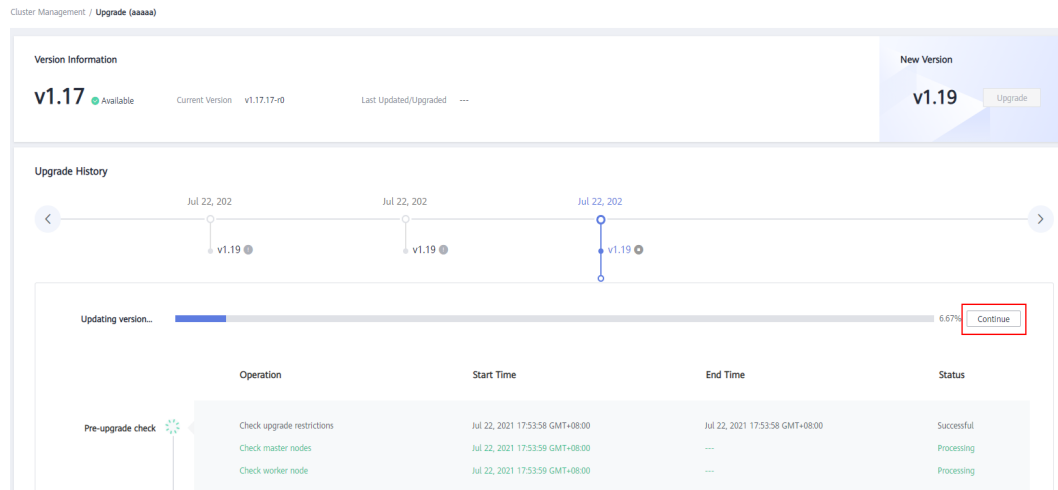 Cluster Management / Upgrade (aaaaa)
Version Information
v1.17 Available Current Version v1.17.17-r0 Last Updated/Upgraded ---
New Version
v1.19 Upgrade
Upgrade History
Jul 22, 202 Jul 22, 202 Jul 22, 202
v1.19 v1.19 v1.19
Updating version... 6.67% Continue
Operation Start Time End Time Status
Pre-upgrade check Check upgrade restrictions Jul 22, 2021 17:53:58 GMT+08:00 Jul 22, 2021 17:53:58 GMT+08:00 Successful
Check master nodes Jul 22, 2021 17:53:59 GMT+08:00 --- Processing
Check worker node Jul 22, 2021 17:53:59 GMT+08:00 --- Processing